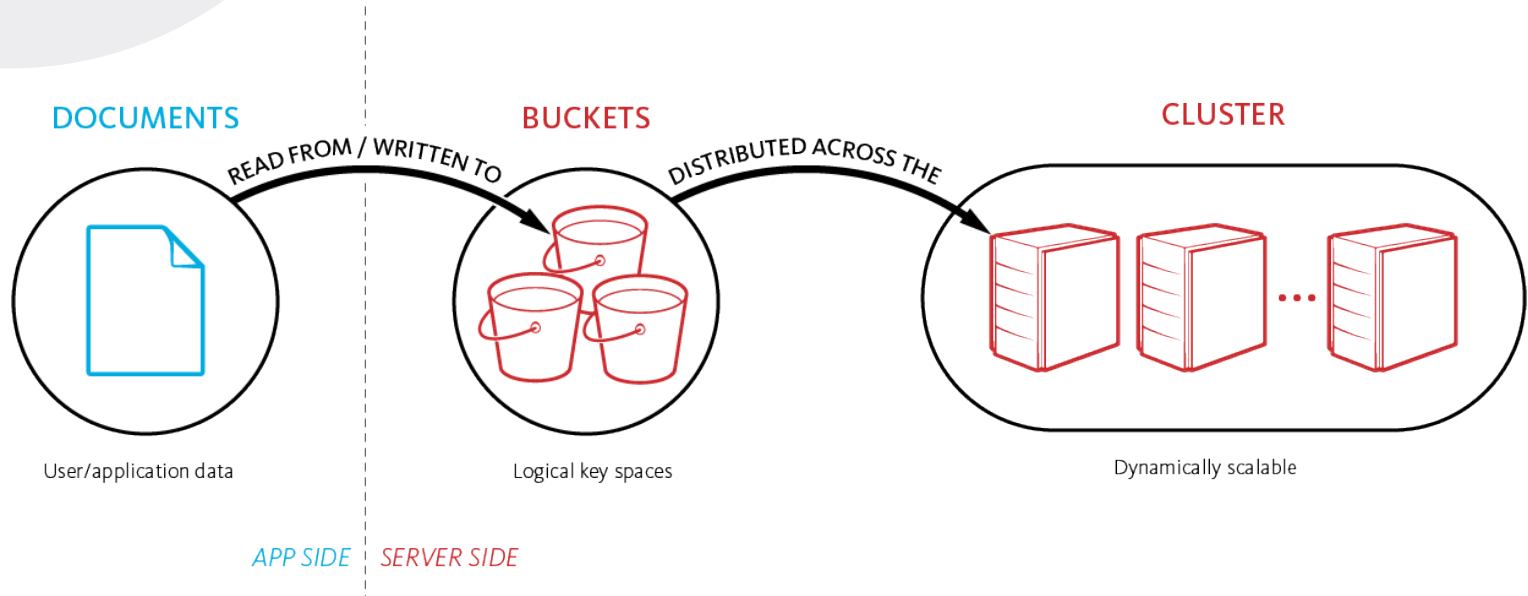 DOCUMENTS
BUCKETS
CLUSTER
READ FROM / WRITTEN TO
DISTRIBUTED ACROSS THE
User/application data
Logical key spaces
Dynamically scalable
APP SIDE
SERVER SIDE